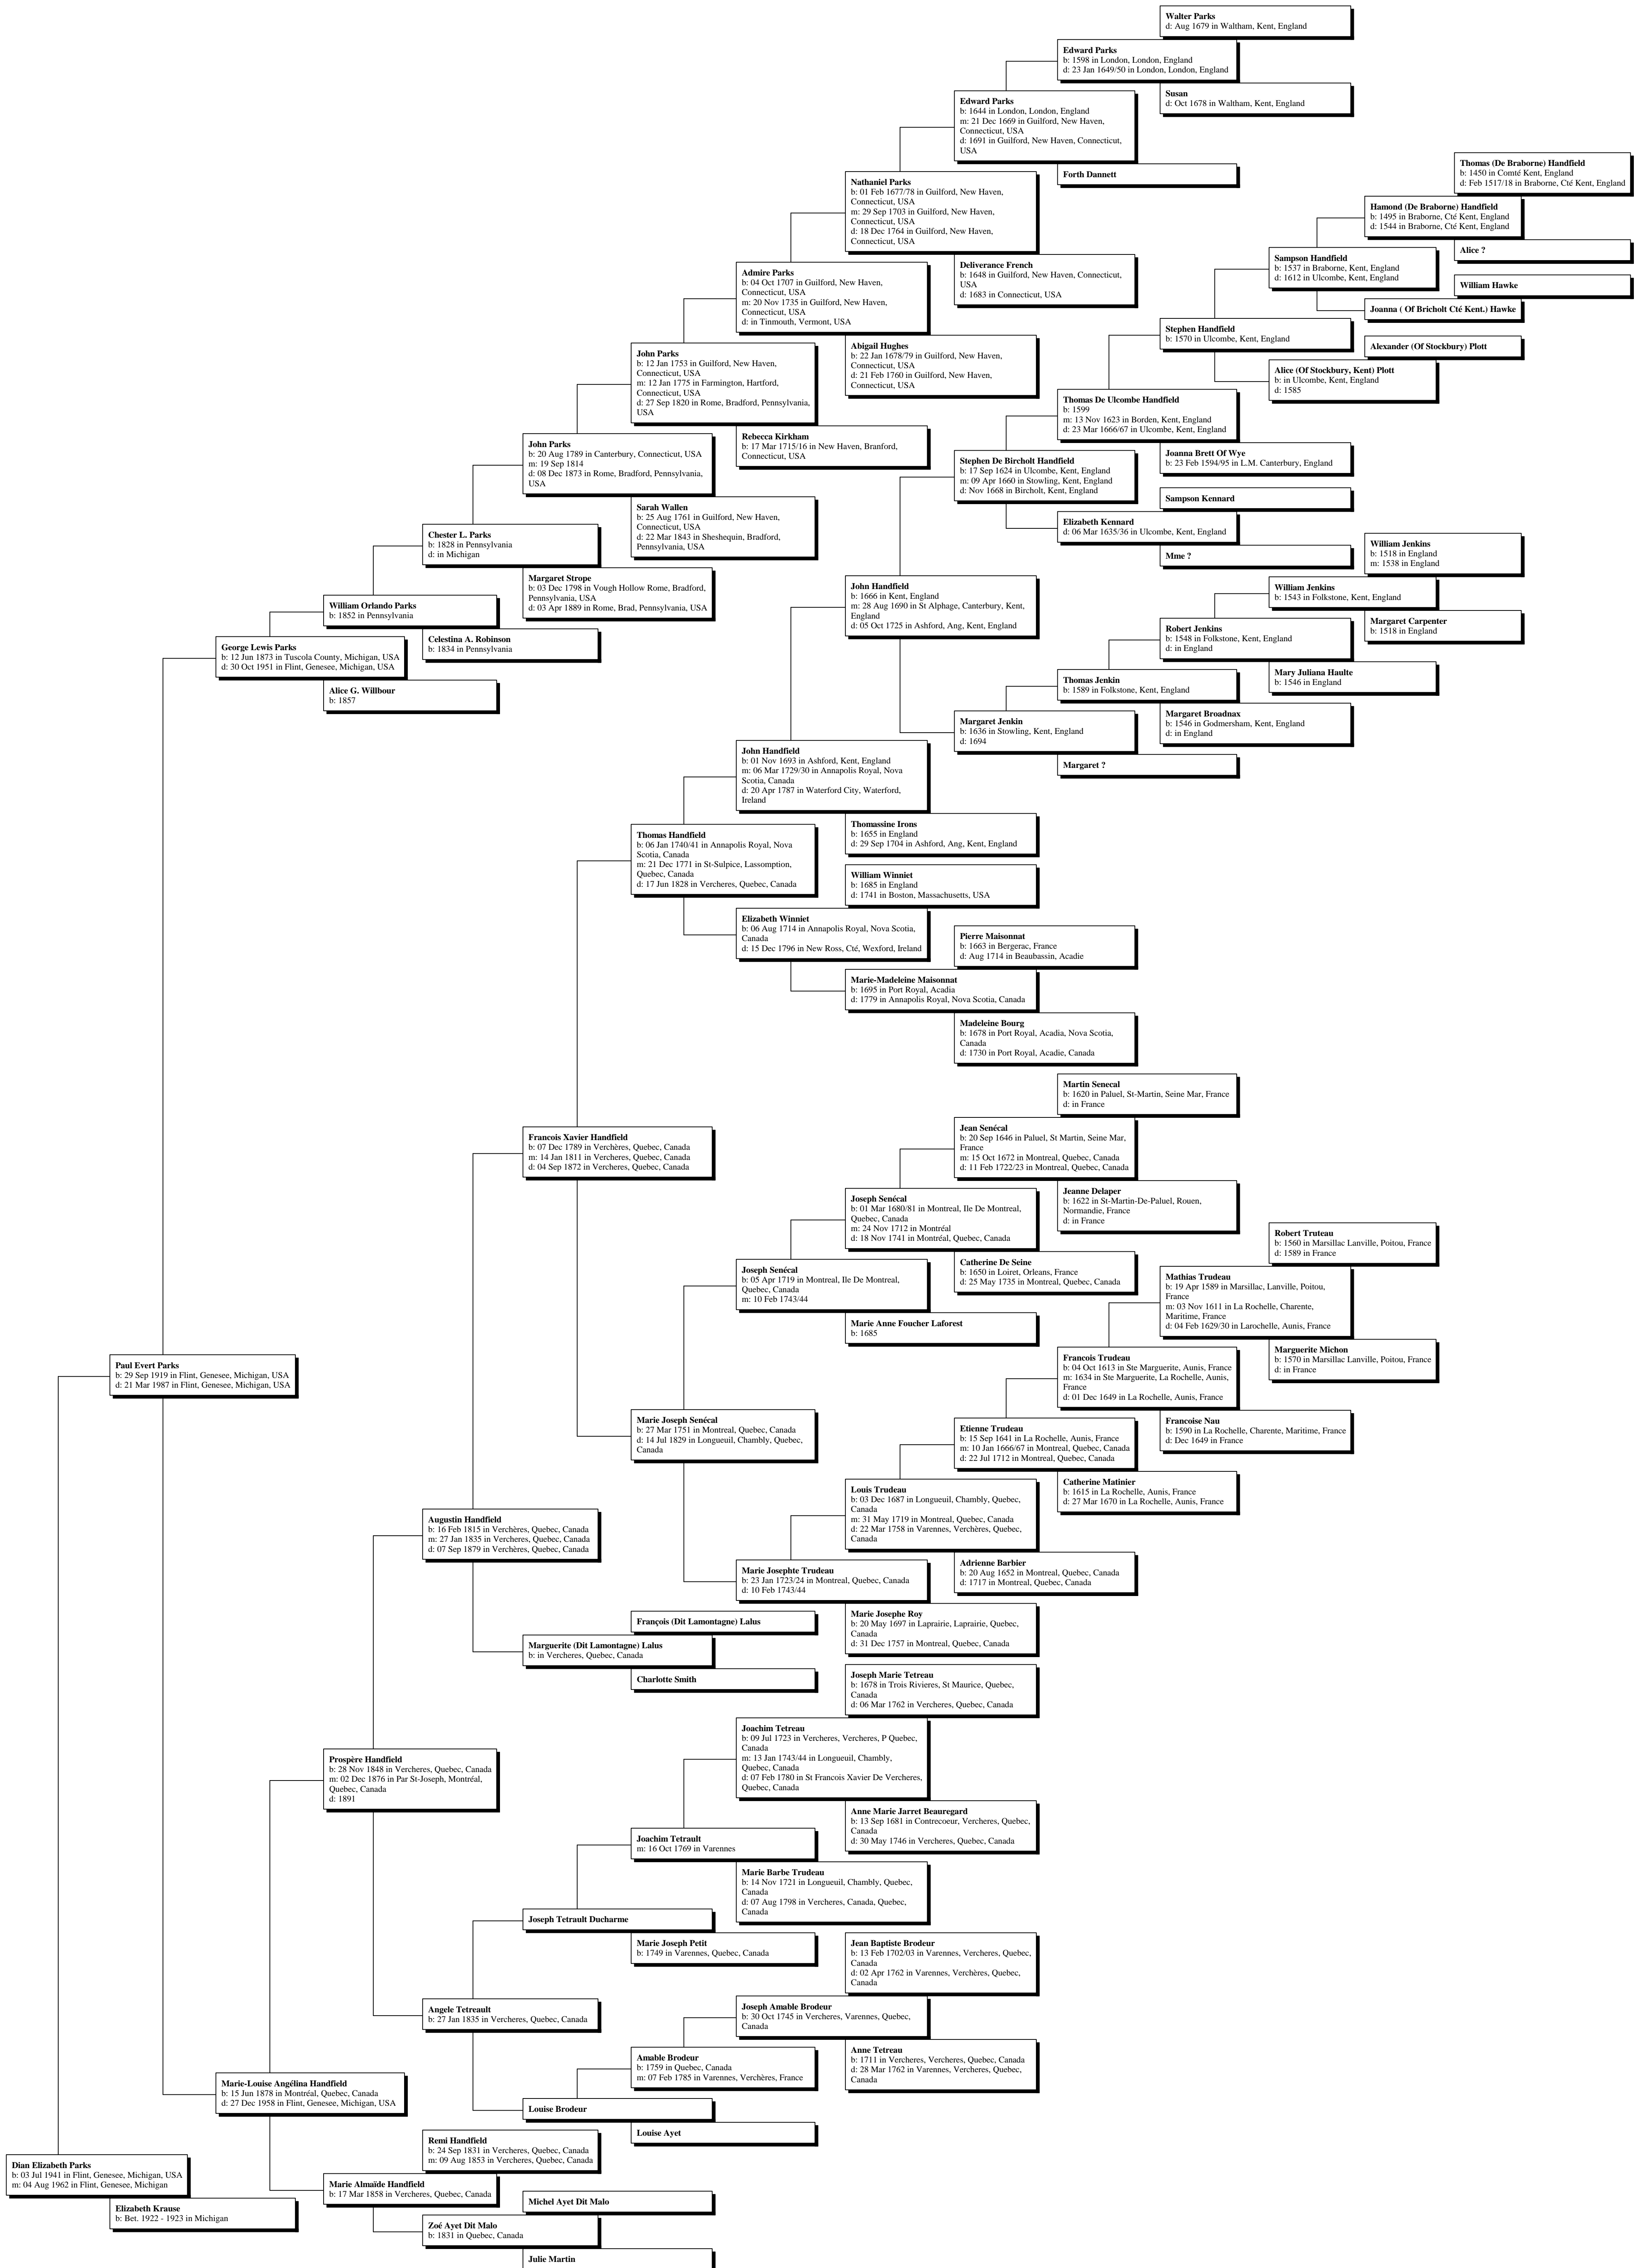 Walter Parks
d: Aug 1679 in Waltham, Kent, England
Edward Parks
b: 1598 in London, London, England
d: 23 Jan 1649/50 in London, London, England
Susan
d: Oct 1678 in Waltham, Kent, England
Edward Parks
b: 1644 in London, London, England
m: 21 Dec 1669 in Guilford, New Haven,
Connecticut, USA
d: 1691 in Guilford, New Haven, Connecticut,
USA
Forth Dannett
Nathaniel Parks
b: 01 Feb 1677/78 in Guilford, New Haven,
Connecticut, USA
m: 29 Sep 1703 in Guilford, New Haven,
Connecticut, USA
d: 18 Dec 1764 in Guilford, New Haven,
Connecticut, USA
Deliverance French
b: 1648 in Guilford, New Haven, Connecticut,
USA
d: 1683 in Connecticut, USA
Admire Parks
b: 04 Oct 1707 in Guilford, New Haven,
Connecticut, USA
m: 20 Nov 1735 in Guilford, New Haven,
Connecticut, USA
d: in Tinmouth, Vermont, USA
Abigail Hughes
b: 22 Jan 1678/79 in Guilford, New Haven,
Connecticut, USA
d: 21 Feb 1760 in Guilford, New Haven,
Connecticut, USA
John Parks
b: 12 Jan 1753 in Guilford, New Haven,
Connecticut, USA
m: 12 Jan 1775 in Farmington, Hartford,
Connecticut, USA
d: 27 Sep 1820 in Rome, Bradford, Pennsylvania,
USA
Rebecca Kirkham
b: 17 Mar 1715/16 in New Haven, Branford,
Connecticut, USA
John Parks
b: 20 Aug 1789 in Canterbury, Connecticut, USA
m: 19 Sep 1814
d: 08 Dec 1873 in Rome, Bradford, Pennsylvania,
USA
Sarah Wallen
b: 25 Aug 1761 in Guilford, New Haven,
Connecticut, USA
d: 22 Mar 1843 in Sheshequin, Bradford,
Pennsylvania, USA
Chester L. Parks
b: 1828 in Pennsylvania
d: in Michigan
Margaret Strope
b: 03 Dec 1798 in Vough Hollow Rome, Bradford,
Pennsylvania, USA
d: 03 Apr 1889 in Rome, Brad, Pennsylvania, USA
William Orlando Parks
b: 1852 in Pennsylvania
Celestina A. Robinson
b: 1834 in Pennsylvania
George Lewis Parks
b: 12 Jun 1873 in Tuscola County, Michigan, USA
d: 30 Oct 1951 in Flint, Genesee, Michigan, USA
Alice G. Willbour
b: 1857
Thomas (De Braborne) Handfield
b: 1450 in Comté Kent, England
d: Feb 1517/18 in Braborne, Cté Kent, England
Hamond (De Braborne) Handfield
b: 1495 in Braborne, Cté Kent, England
d: 1544 in Braborne, Cté Kent, England
Alice ?
Sampson Handfield
b: 1537 in Braborne, Kent, England
d: 1612 in Ulcombe, Kent, England
William Hawke
Joanna ( Of Bricholt Cté Kent.) Hawke
Stephen Handfield
b: 1570 in Ulcombe, Kent, England
Alexander (Of Stockbury) Plott
Alice (Of Stockbury, Kent) Plott
b: in Ulcombe, Kent, England
d: 1585
Thomas De Ulcombe Handfield
b: 1599
m: 13 Nov 1623 in Borden, Kent, England
d: 23 Mar 1666/67 in Ulcombe, Kent, England
Joanna Brett Of Wye
b: 23 Feb 1594/95 in L.M. Canterbury, England
Stephen De Bircholt Handfield
b: 17 Sep 1624 in Ulcombe, Kent, England
m: 09 Apr 1660 in Stowling, Kent, England
d: Nov 1668 in Bircholt, Kent, England
Sampson Kennard
Elizabeth Kennard
d: 06 Mar 1635/36 in Ulcombe, Kent, England
Mme ?
John Handfield
b: 1666 in Kent, England
m: 28 Aug 1690 in St Alphage, Canterbury, Kent,
England
d: 05 Oct 1725 in Ashford, Ang, Kent, England
William Jenkins
b: 1518 in England
m: 1538 in England
William Jenkins
b: 1543 in Folkstone, Kent, England
Margaret Carpenter
b: 1518 in England
Robert Jenkins
b: 1548 in Folkstone, Kent, England
d: in England
Mary Juliana Haulte
b: 1546 in England
Thomas Jenkin
b: 1589 in Folkstone, Kent, England
Margaret Broadnax
b: 1546 in Godmersham, Kent, England
d: in England
Margaret Jenkin
b: 1636 in Stowling, Kent, England
d: 1694
Margaret ?
John Handfield
b: 01 Nov 1693 in Ashford, Kent, England
m: 06 Mar 1729/30 in Annapolis Royal, Nova
Scotia, Canada
d: 20 Apr 1787 in Waterford City, Waterford,
Ireland
Thomassine Irons
b: 1655 in England
d: 29 Sep 1704 in Ashford, Ang, Kent, England
Thomas Handfield
b: 06 Jan 1740/41 in Annapolis Royal, Nova
Scotia, Canada
m: 21 Dec 1771 in St-Sulpice, Lassomption,
Quebec, Canada
d: 17 Jun 1828 in Vercheres, Quebec, Canada
William Winniet
b: 1685 in England
d: 1741 in Boston, Massachusetts, USA
Elizabeth Winniet
b: 06 Aug 1714 in Annapolis Royal, Nova Scotia,
Canada
d: 15 Dec 1796 in New Ross, Cté, Wexford, Ireland
Pierre Maisonnat
b: 1663 in Bergerac, France
d: Aug 1714 in Beaubassin, Acadie
Marie-Madeleine Maisonnat
b: 1695 in Port Royal, Acadia
d: 1779 in Annapolis Royal, Nova Scotia, Canada
Madeleine Bourg
b: 1678 in Port Royal, Acadia, Nova Scotia,
Canada
d: 1730 in Port Royal, Acadie, Canada
Francois Xavier Handfield
b: 07 Dec 1789 in Verchères, Quebec, Canada
m: 14 Jan 1811 in Vercheres, Quebec, Canada
d: 04 Sep 1872 in Vercheres, Quebec, Canada
Martin Senecal
b: 1620 in Paluel, St-Martin, Seine Mar, France
d: in France
Jean Senécal
b: 20 Sep 1646 in Paluel, St Martin, Seine Mar,
France
m: 15 Oct 1672 in Montreal, Quebec, Canada
d: 11 Feb 1722/23 in Montreal, Quebec, Canada
Jeanne Delaper
b: 1622 in St-Martin-De-Paluel, Rouen,
Normandie, France
d: in France
Joseph Senécal
b: 01 Mar 1680/81 in Montreal, Ile De Montreal,
Quebec, Canada
m: 24 Nov 1712 in Montréal
d: 18 Nov 1741 in Montréal, Quebec, Canada
Catherine De Seine
b: 1650 in Loiret, Orleans, France
d: 25 May 1735 in Montreal, Quebec, Canada
Joseph Senécal
b: 05 Apr 1719 in Montreal, Ile De Montreal,
Quebec, Canada
m: 10 Feb 1743/44
Marie Anne Foucher Laforest
b: 1685
Marie Joseph Senécal
b: 27 Mar 1751 in Montreal, Quebec, Canada
d: 14 Jul 1829 in Longueuil, Chambly, Quebec,
Canada
Robert Truteau
b: 1560 in Marsillac Lanville, Poitou, France
d: 1589 in France
Mathias Trudeau
b: 19 Apr 1589 in Marsillac, Lanville, Poitou,
France
m: 03 Nov 1611 in La Rochelle, Charente,
Maritime, France
d: 04 Feb 1629/30 in Larochelle, Aunis, France
Marguerite Michon
b: 1570 in Marsillac Lanville, Poitou, France
d: in France
Francois Trudeau
b: 04 Oct 1613 in Ste Marguerite, Aunis, France
m: 1634 in Ste Marguerite, La Rochelle, Aunis,
France
d: 01 Dec 1649 in La Rochelle, Aunis, France
Francoise Nau
b: 1590 in La Rochelle, Charente, Maritime, France
d: Dec 1649 in France
Etienne Trudeau
b: 15 Sep 1641 in La Rochelle, Aunis, France
m: 10 Jan 1666/67 in Montreal, Quebec, Canada
d: 22 Jul 1712 in Montreal, Quebec, Canada
Catherine Matinier
b: 1615 in La Rochelle, Aunis, France
d: 27 Mar 1670 in La Rochelle, Aunis, France
Louis Trudeau
b: 03 Dec 1687 in Longueuil, Chambly, Quebec,
Canada
m: 31 May 1719 in Montreal, Quebec, Canada
d: 22 Mar 1758 in Varennes, Verchères, Quebec,
Canada
Adrienne Barbier
b: 20 Aug 1652 in Montreal, Quebec, Canada
d: 1717 in Montreal, Quebec, Canada
Marie Josephte Trudeau
b: 23 Jan 1723/24 in Montreal, Quebec, Canada
d: 10 Feb 1743/44
Marie Josephe Roy
b: 20 May 1697 in Laprairie, Laprairie, Quebec,
Canada
d: 31 Dec 1757 in Montreal, Quebec, Canada
Paul Evert Parks
b: 29 Sep 1919 in Flint, Genesee, Michigan, USA
d: 21 Mar 1987 in Flint, Genesee, Michigan, USA
Augustin Handfield
b: 16 Feb 1815 in Verchères, Quebec, Canada
m: 27 Jan 1835 in Vercheres, Quebec, Canada
d: 07 Sep 1879 in Verchères, Quebec, Canada
François (Dit Lamontagne) Lalus
Marguerite (Dit Lamontagne) Lalus
b: in Vercheres, Quebec, Canada
Charlotte Smith
Prospère Handfield
b: 28 Nov 1848 in Vercheres, Quebec, Canada
m: 02 Dec 1876 in Par St-Joseph, Montréal,
Quebec, Canada
d: 1891
Joseph Marie Tetreau
b: 1678 in Trois Rivieres, St Maurice, Quebec,
Canada
d: 06 Mar 1762 in Vercheres, Quebec, Canada
Joachim Tetreau
b: 09 Jul 1723 in Vercheres, Vercheres, P Quebec,
Canada
m: 13 Jan 1743/44 in Longueuil, Chambly,
Quebec, Canada
d: 07 Feb 1780 in St Francois Xavier De Vercheres,
Quebec, Canada
Anne Marie Jarret Beauregard
b: 13 Sep 1681 in Contrecoeur, Vercheres, Quebec,
Canada
d: 30 May 1746 in Vercheres, Quebec, Canada
Joachim Tetrault
m: 16 Oct 1769 in Varennes
Marie Barbe Trudeau
b: 14 Nov 1721 in Longueuil, Chambly, Quebec,
Canada
d: 07 Aug 1798 in Vercheres, Canada, Quebec,
Canada
Joseph Tetrault Ducharme
Marie Joseph Petit
b: 1749 in Varennes, Quebec, Canada
Angele Tetreault
b: 27 Jan 1835 in Vercheres, Quebec, Canada
Jean Baptiste Brodeur
b: 13 Feb 1702/03 in Varennes, Vercheres, Quebec,
Canada
d: 02 Apr 1762 in Varennes, Verchères, Quebec,
Canada
Joseph Amable Brodeur
b: 30 Oct 1745 in Vercheres, Varennes, Quebec,
Canada
Anne Tetreau
b: 1711 in Vercheres, Vercheres, Quebec, Canada
d: 28 Mar 1762 in Varennes, Vercheres, Quebec,
Canada
Amable Brodeur
b: 1759 in Quebec, Canada
m: 07 Feb 1785 in Varennes, Verchères, France
Louise Brodeur
Louise Ayet
Marie-Louise Angélina Handfield
b: 15 Jun 1878 in Montréal, Quebec, Canada
d: 27 Dec 1958 in Flint, Genesee, Michigan, USA
Remi Handfield
b: 24 Sep 1831 in Vercheres, Quebec, Canada
m: 09 Aug 1853 in Vercheres, Quebec, Canada
Marie Almaïde Handfield
b: 17 Mar 1858 in Vercheres, Quebec, Canada
Michel Ayet Dit Malo
Zoé Ayet Dit Malo
b: 1831 in Quebec, Canada
Julie Martin
Dian Elizabeth Parks
b: 03 Jul 1941 in Flint, Genesee, Michigan, USA
m: 04 Aug 1962 in Flint, Genesee, Michigan
Elizabeth Krause
b: Bet. 1922 - 1923 in Michigan